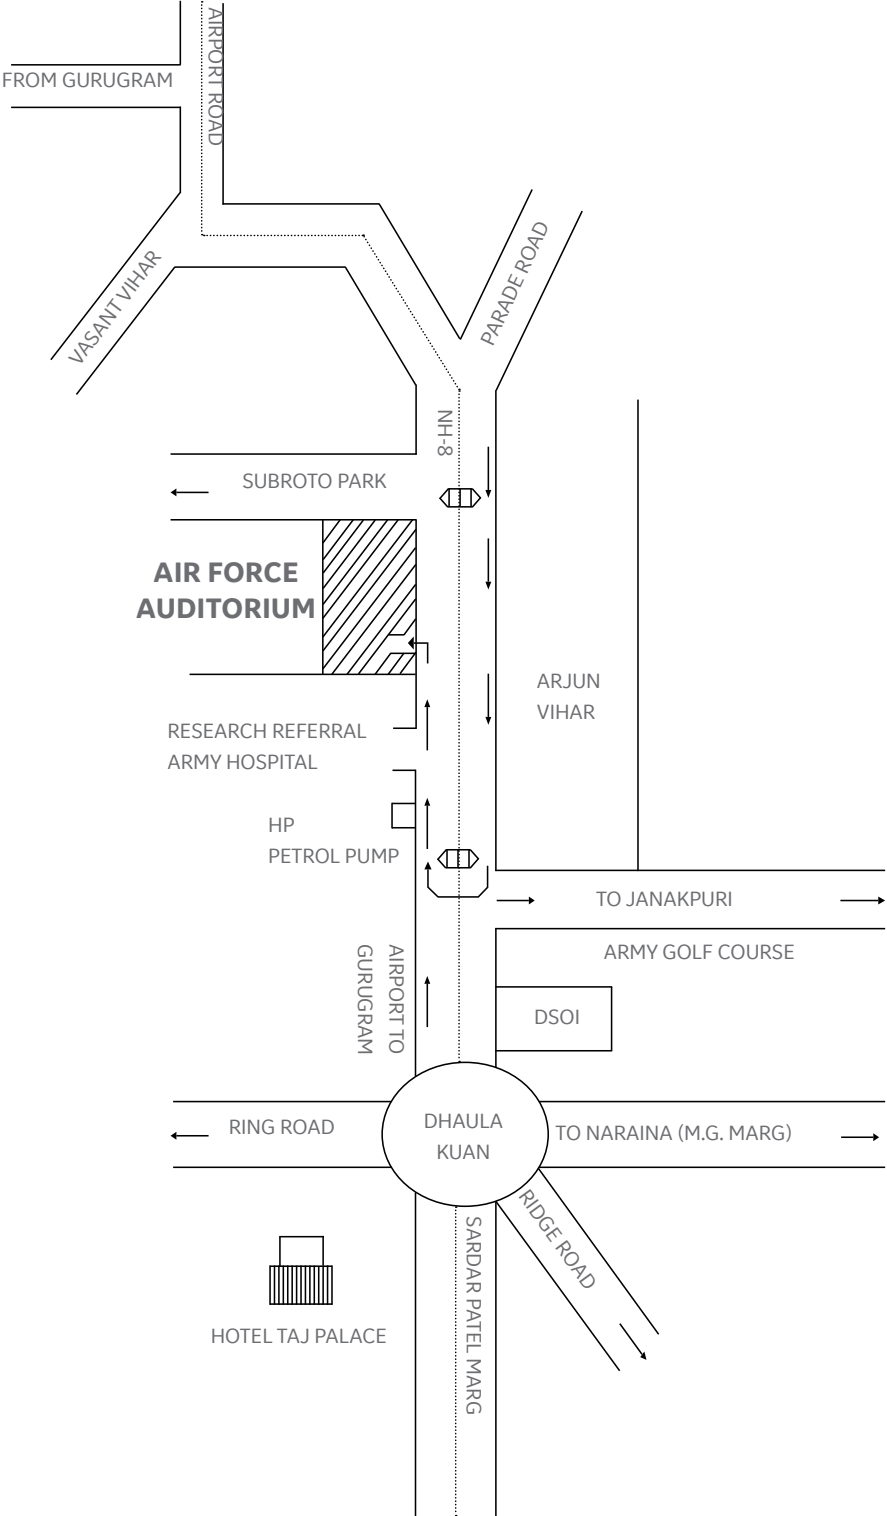 AIRPORT ROAD
FROM GURUGRAM
PARADE ROAD
VASANT VIHAR
NH-8
SUBROTO PARK
AIR FORCE
AUDITORIUM
ARJUN
VIHAR
RESEARCH REFERRAL
ARMY HOSPITAL
HP
PETROL PUMP
TO JANAKPURI
ARMY GOLF COURSE
AIRPORT TO
GURUGRAM
DSOI
RING ROAD
DHAULA
KUAN
TO NARAINA (M.G. MARG)
RIDGE ROAD
SARDAR PATEL MARG
HOTEL TAJ PALACE